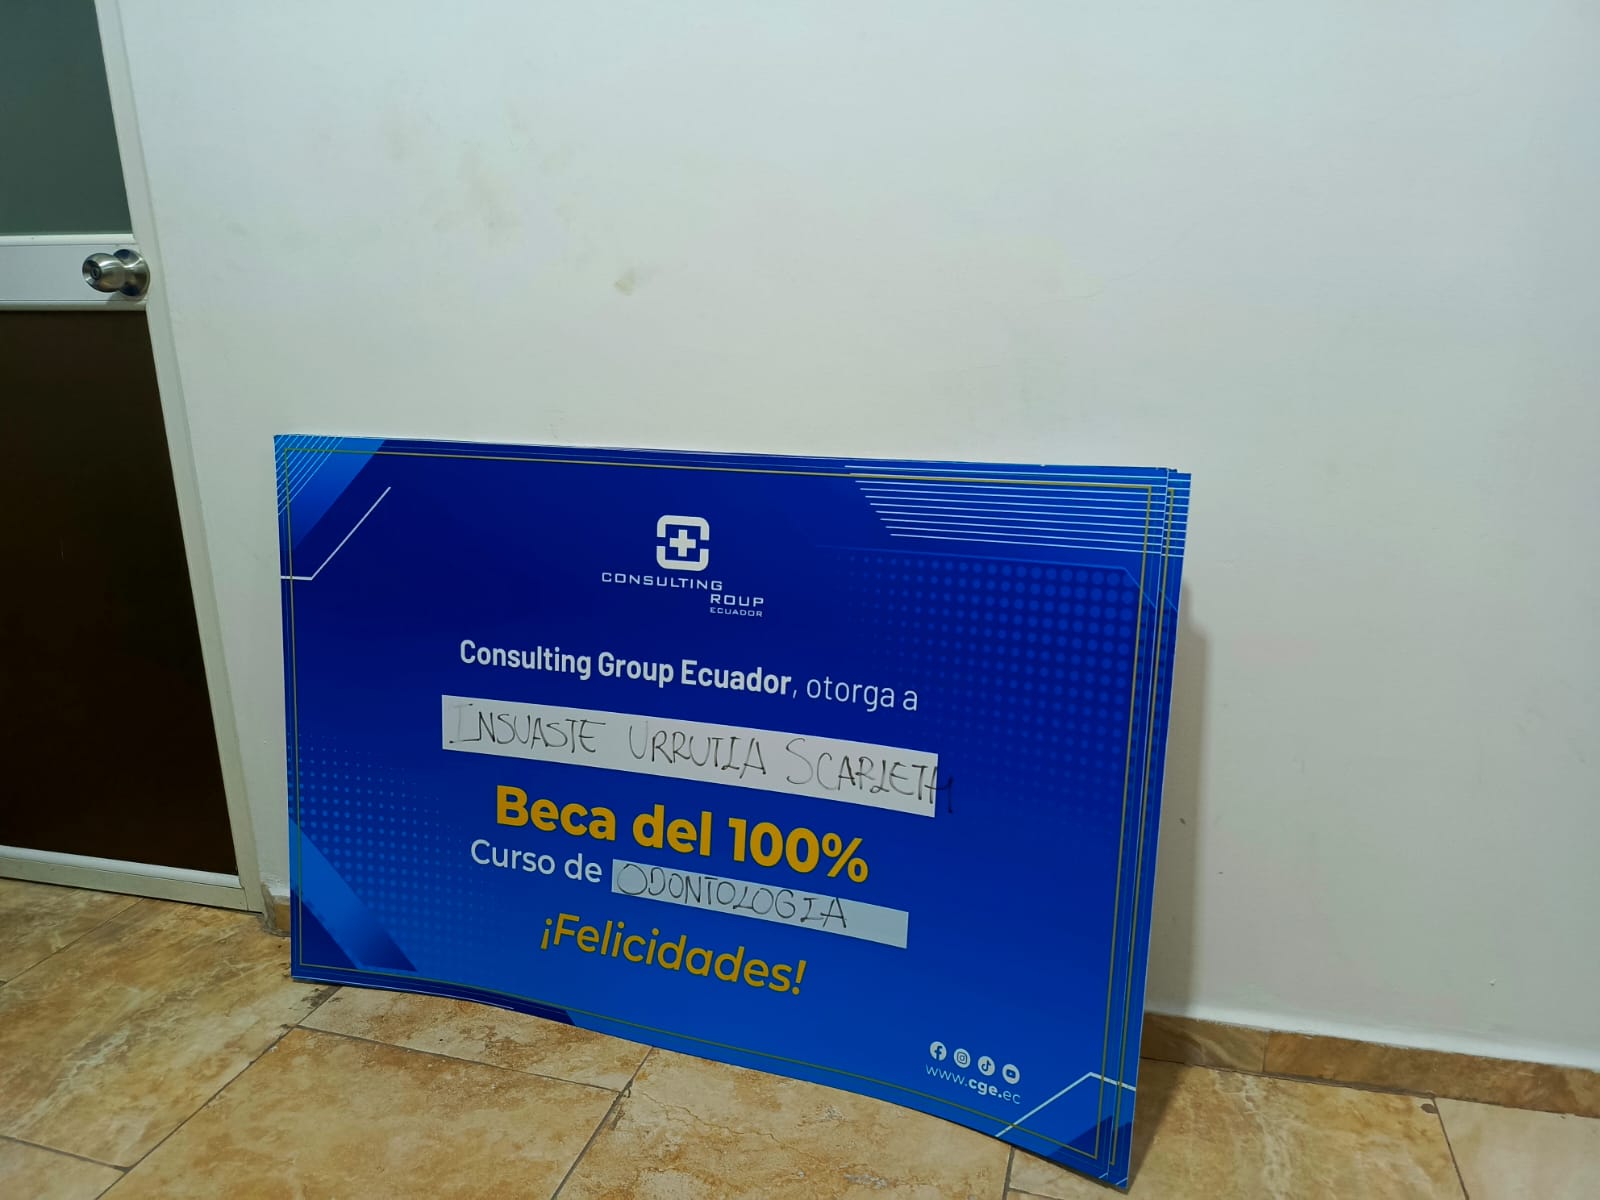 CONSULTING
ROUP
ECUADOR
Consulting Group Ecuador, otorga a
INSUASTE URRUTIA SCARLETH
Beca del 100%
Curso de ODONTOLOGIA
¡Felicidades!
www.cge.ec